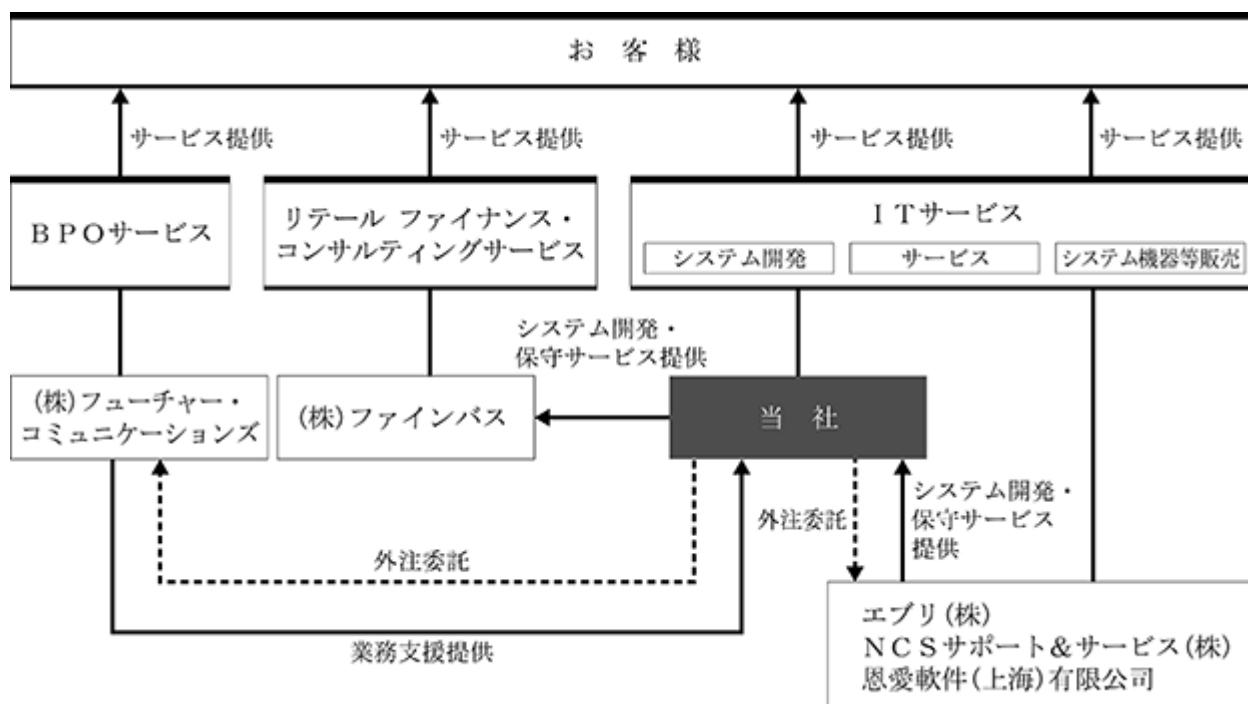 お 客 様
サービス提供
サービス提供
サービス提供
サービス提供
ＢＰＯサービス
リテール ファイナンス・
コンサルティングサービス
ＩＴサービス
システム開発
サービス
システム機器等販売
システム開発・
保守サービス提供
(株)フューチャー・
コミュニケーションズ
(株)ファインバス
当 社
外注委託
システム開発・
保守サービス
提供
外注委託
業務支援提供
エブリ(株)
ＮＣＳサポート＆サービス(株)
恩愛軟件(上海)有限公司